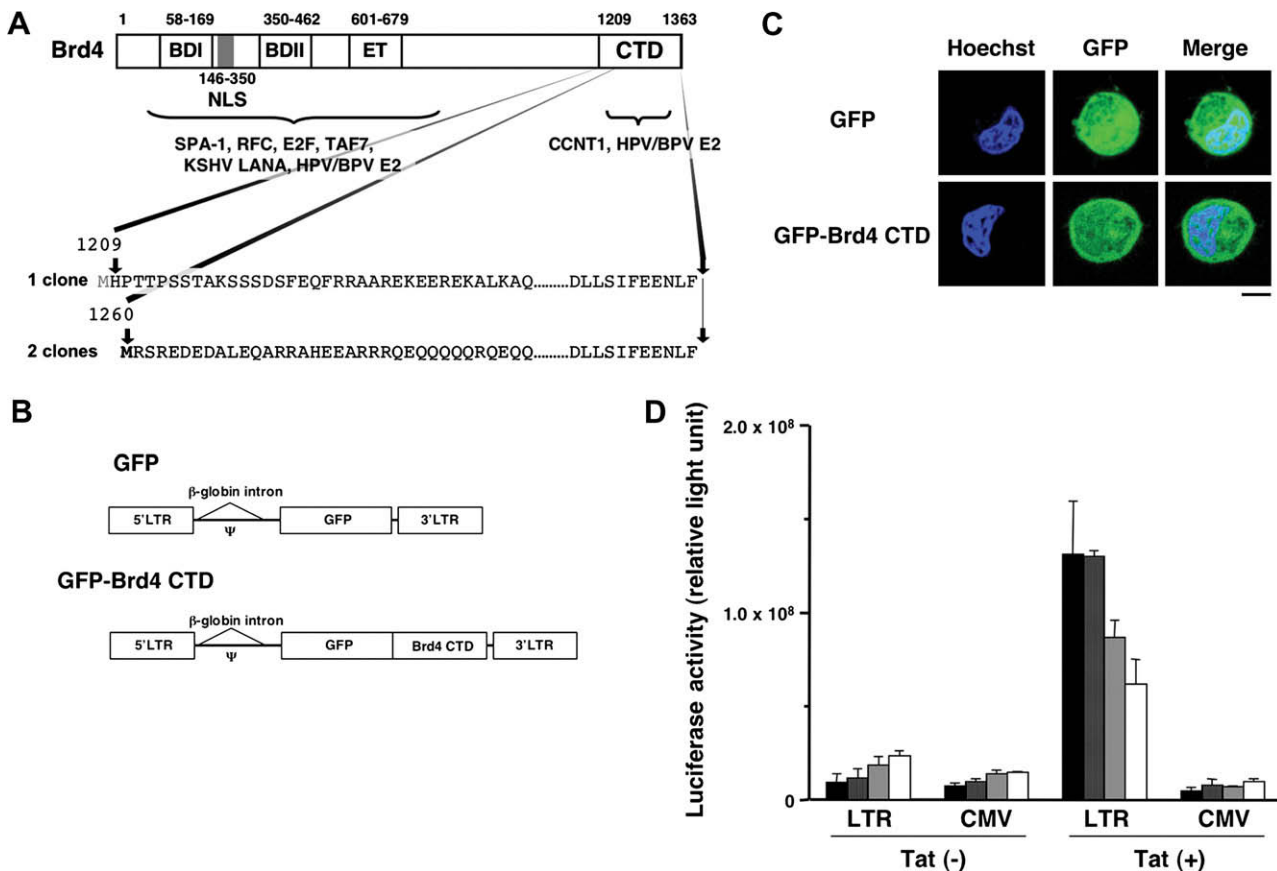 A
1 58-169 350-462 601-679 1209 1363
Brd4 BDI BDII ET CTD
146-350
NLS
SPA-1, RFC, E2F, TAF7,
KSHV LANA, HPV/BPV E2
CCNT1, HPV/BPV E2
1209
1 clone MHPTTPSSTAKSSSDSFEQFRRAAREKEEREKALKAQ.........DLLSIFEENLF
1260
2 clones MRSREDEDALEQARRAHEEARRRQEQQQQQRQEQQ.........DLLSIFEENLF
B
GFP
β-globin intron
5'LTR Ψ GFP 3'LTR
GFP-Brd4 CTD
β-globin intron
5'LTR Ψ GFP Brd4 CTD 3'LTR
C
Hoechst GFP Merge
GFP
GFP-Brd4 CTD
D
Luciferase activity (relative light unit)
2.0 x 10⁸
1.0 x 10⁸
0
LTR CMV LTR CMV
Tat (-) Tat (+)